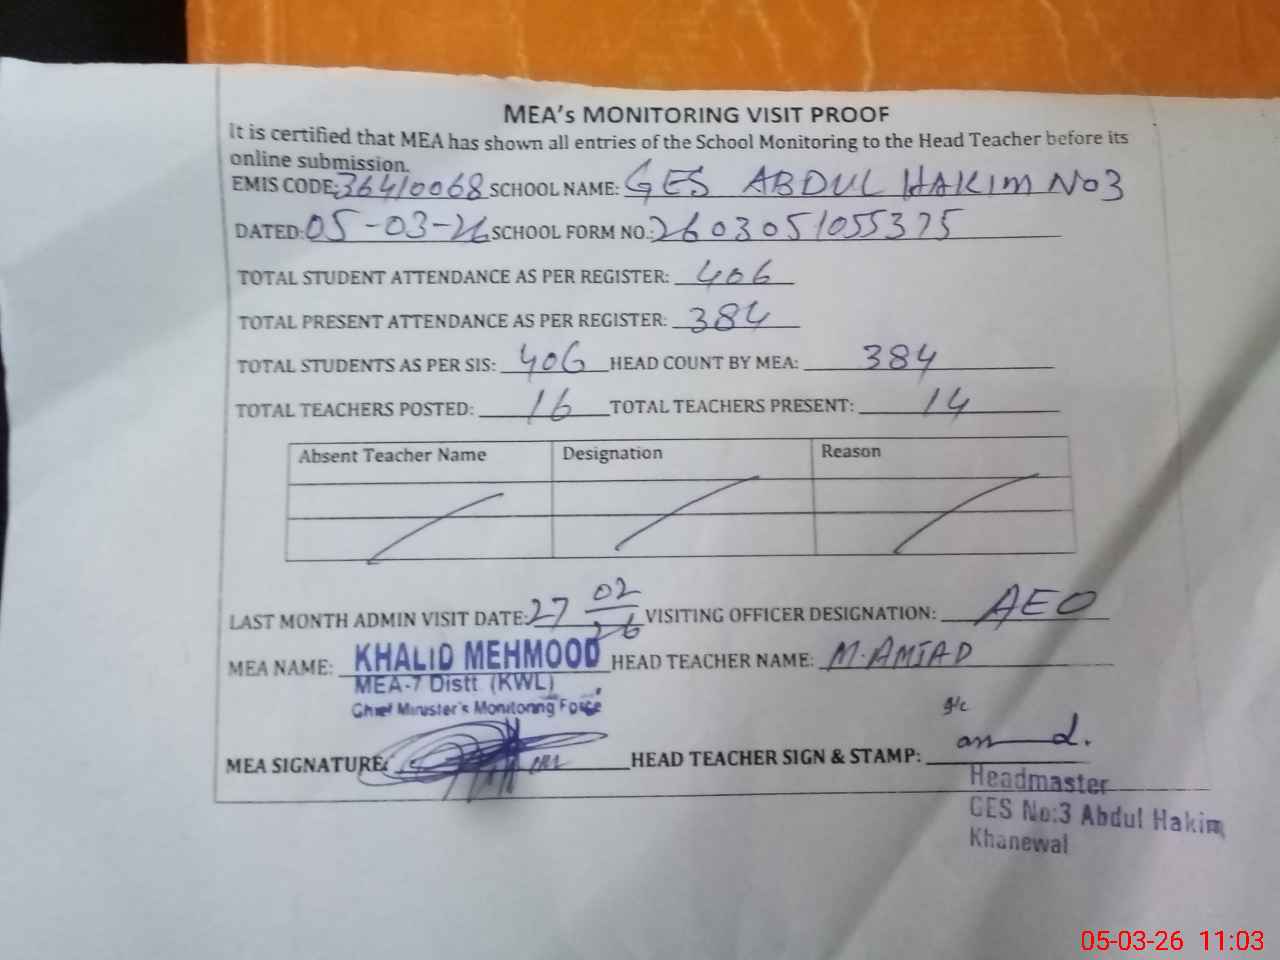 MEA's MONITORING VISIT PROOF
It is certified that MEA has shown all entries of the School Monitoring to the Head Teacher before its
online submission.
EMIS CODE: 36410068 SCHOOL NAME: GES ABDUL HAKIM NO3
DATED: 05-03-26 SCHOOL FORM NO.: 2603051055375
TOTAL STUDENT ATTENDANCE AS PER REGISTER: 406
TOTAL PRESENT ATTENDANCE AS PER REGISTER: 384
TOTAL STUDENTS AS PER SIS: 406 HEAD COUNT BY MEA: 384
TOTAL TEACHERS POSTED: 16 TOTAL TEACHERS PRESENT: 14
Absent Teacher Name Designation Reason
LAST MONTH ADMIN VISIT DATE: 27 02/26 VISITING OFFICER DESIGNATION: AEO
MEA NAME: KHALID MEHMOOD HEAD TEACHER NAME: M.AMJAD
MEA-7 Distt (KWL)
Chief Minister's Monitoring Force
MEA SIGNATURE: HEAD TEACHER SIGN & STAMP:
Headmaster
GES No:3 Abdul Hakim
Khanewal
05-03-26 11:03